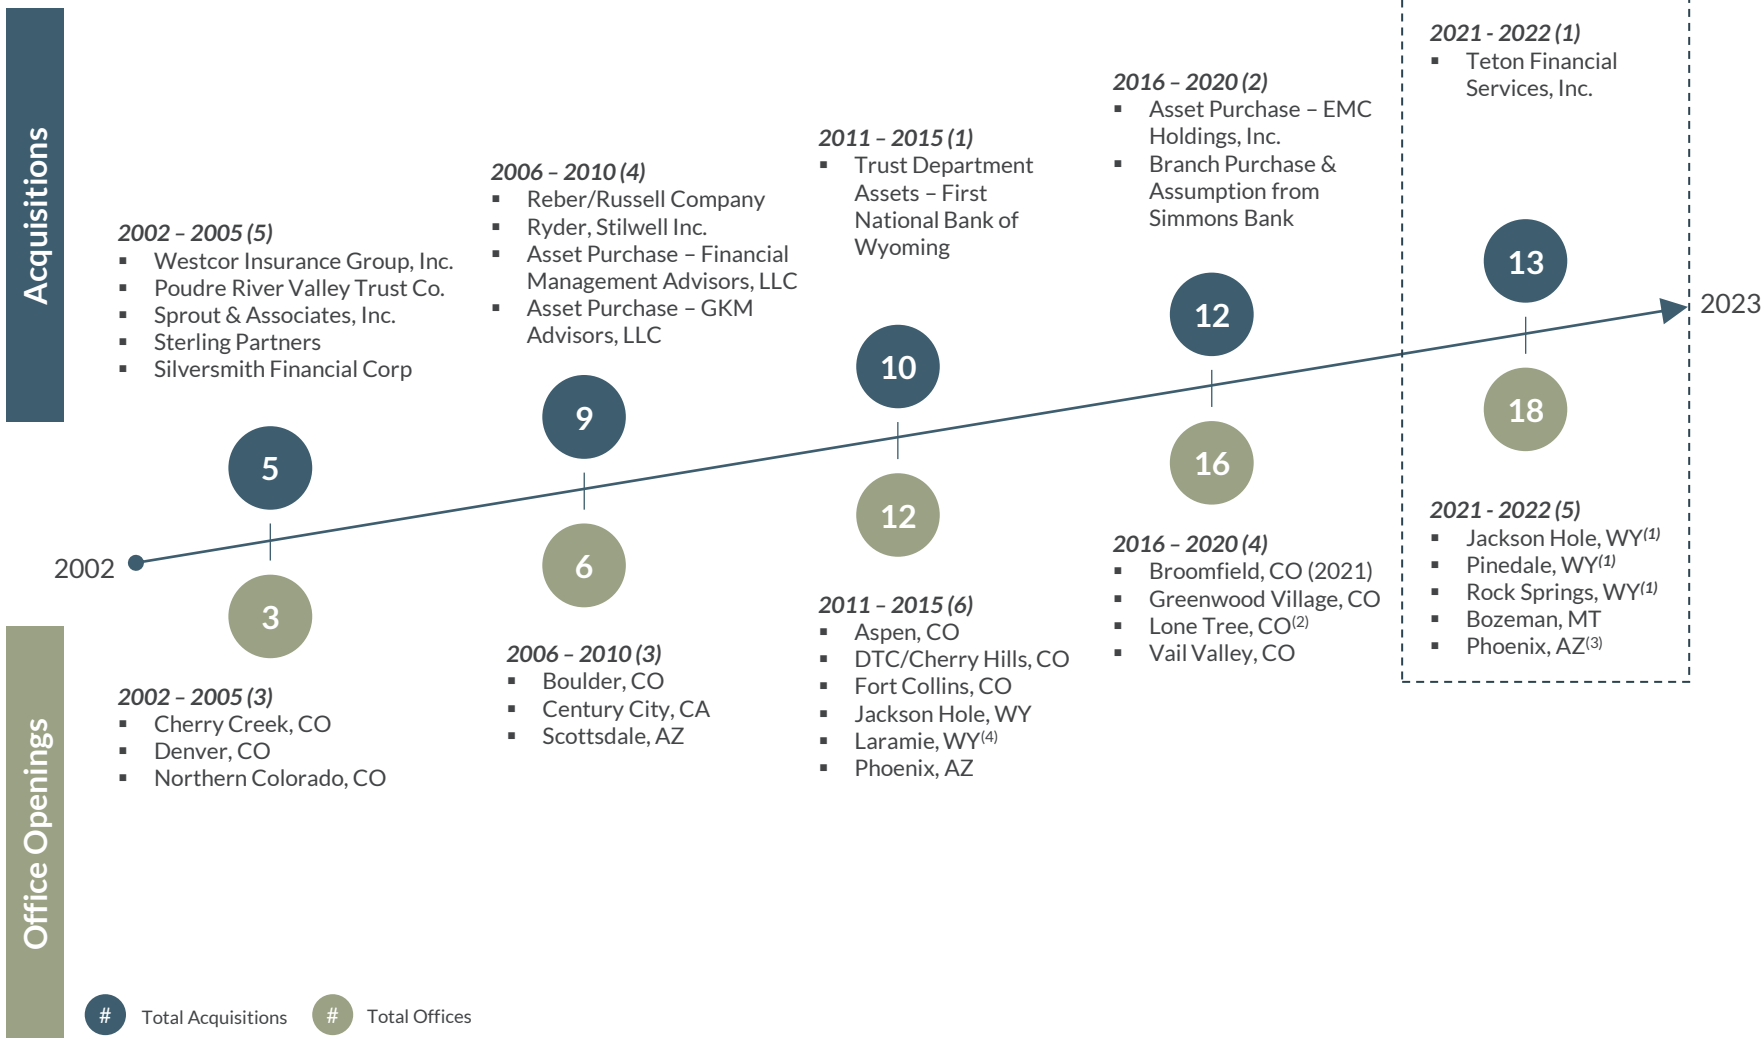 Acquisitions
2002 – 2005 (5)
▪ Westcor Insurance Group, Inc.
▪ Poudre River Valley Trust Co.
▪ Sprout & Associates, Inc.
▪ Sterling Partners
▪ Silversmith Financial Corp
2006 – 2010 (4)
▪ Reber/Russell Company
▪ Ryder, Stilwell Inc.
▪ Asset Purchase – Financial
Management Advisors, LLC
▪ Asset Purchase – GKM
Advisors, LLC
2011 – 2015 (1)
▪ Trust Department
Assets – First
National Bank of
Wyoming
2016 – 2020 (2)
▪ Asset Purchase – EMC
Holdings, Inc.
▪ Branch Purchase &
Assumption from
Simmons Bank
2021 - 2022 (1)
▪ Teton Financial
Services, Inc.
5
9
10
12
13
2002
2023
3
6
12
16
18
Office Openings
2002 – 2005 (3)
▪ Cherry Creek, CO
▪ Denver, CO
▪ Northern Colorado, CO
2006 – 2010 (3)
▪ Boulder, CO
▪ Century City, CA
▪ Scottsdale, AZ
2011 – 2015 (6)
▪ Aspen, CO
▪ DTC/Cherry Hills, CO
▪ Fort Collins, CO
▪ Jackson Hole, WY
▪ Laramie, WY(4)
▪ Phoenix, AZ
2016 – 2020 (4)
▪ Broomfield, CO (2021)
▪ Greenwood Village, CO
▪ Lone Tree, CO(2)
▪ Vail Valley, CO
2021 - 2022 (5)
▪ Jackson Hole, WY(1)
▪ Pinedale, WY(1)
▪ Rock Springs, WY(1)
▪ Bozeman, MT
▪ Phoenix, AZ(3)
# Total Acquisitions
# Total Offices